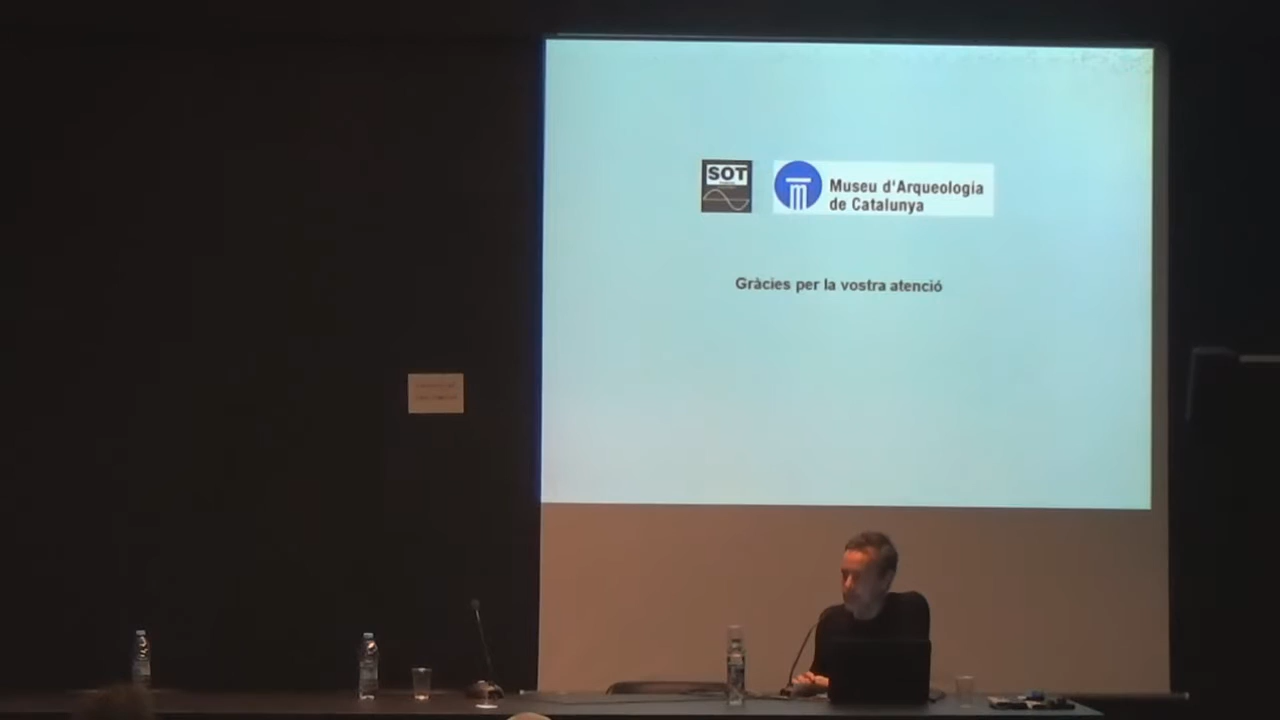 SOT
Museu d'Arqueologia
de Catalunya
Gràcies per la vostra atenció